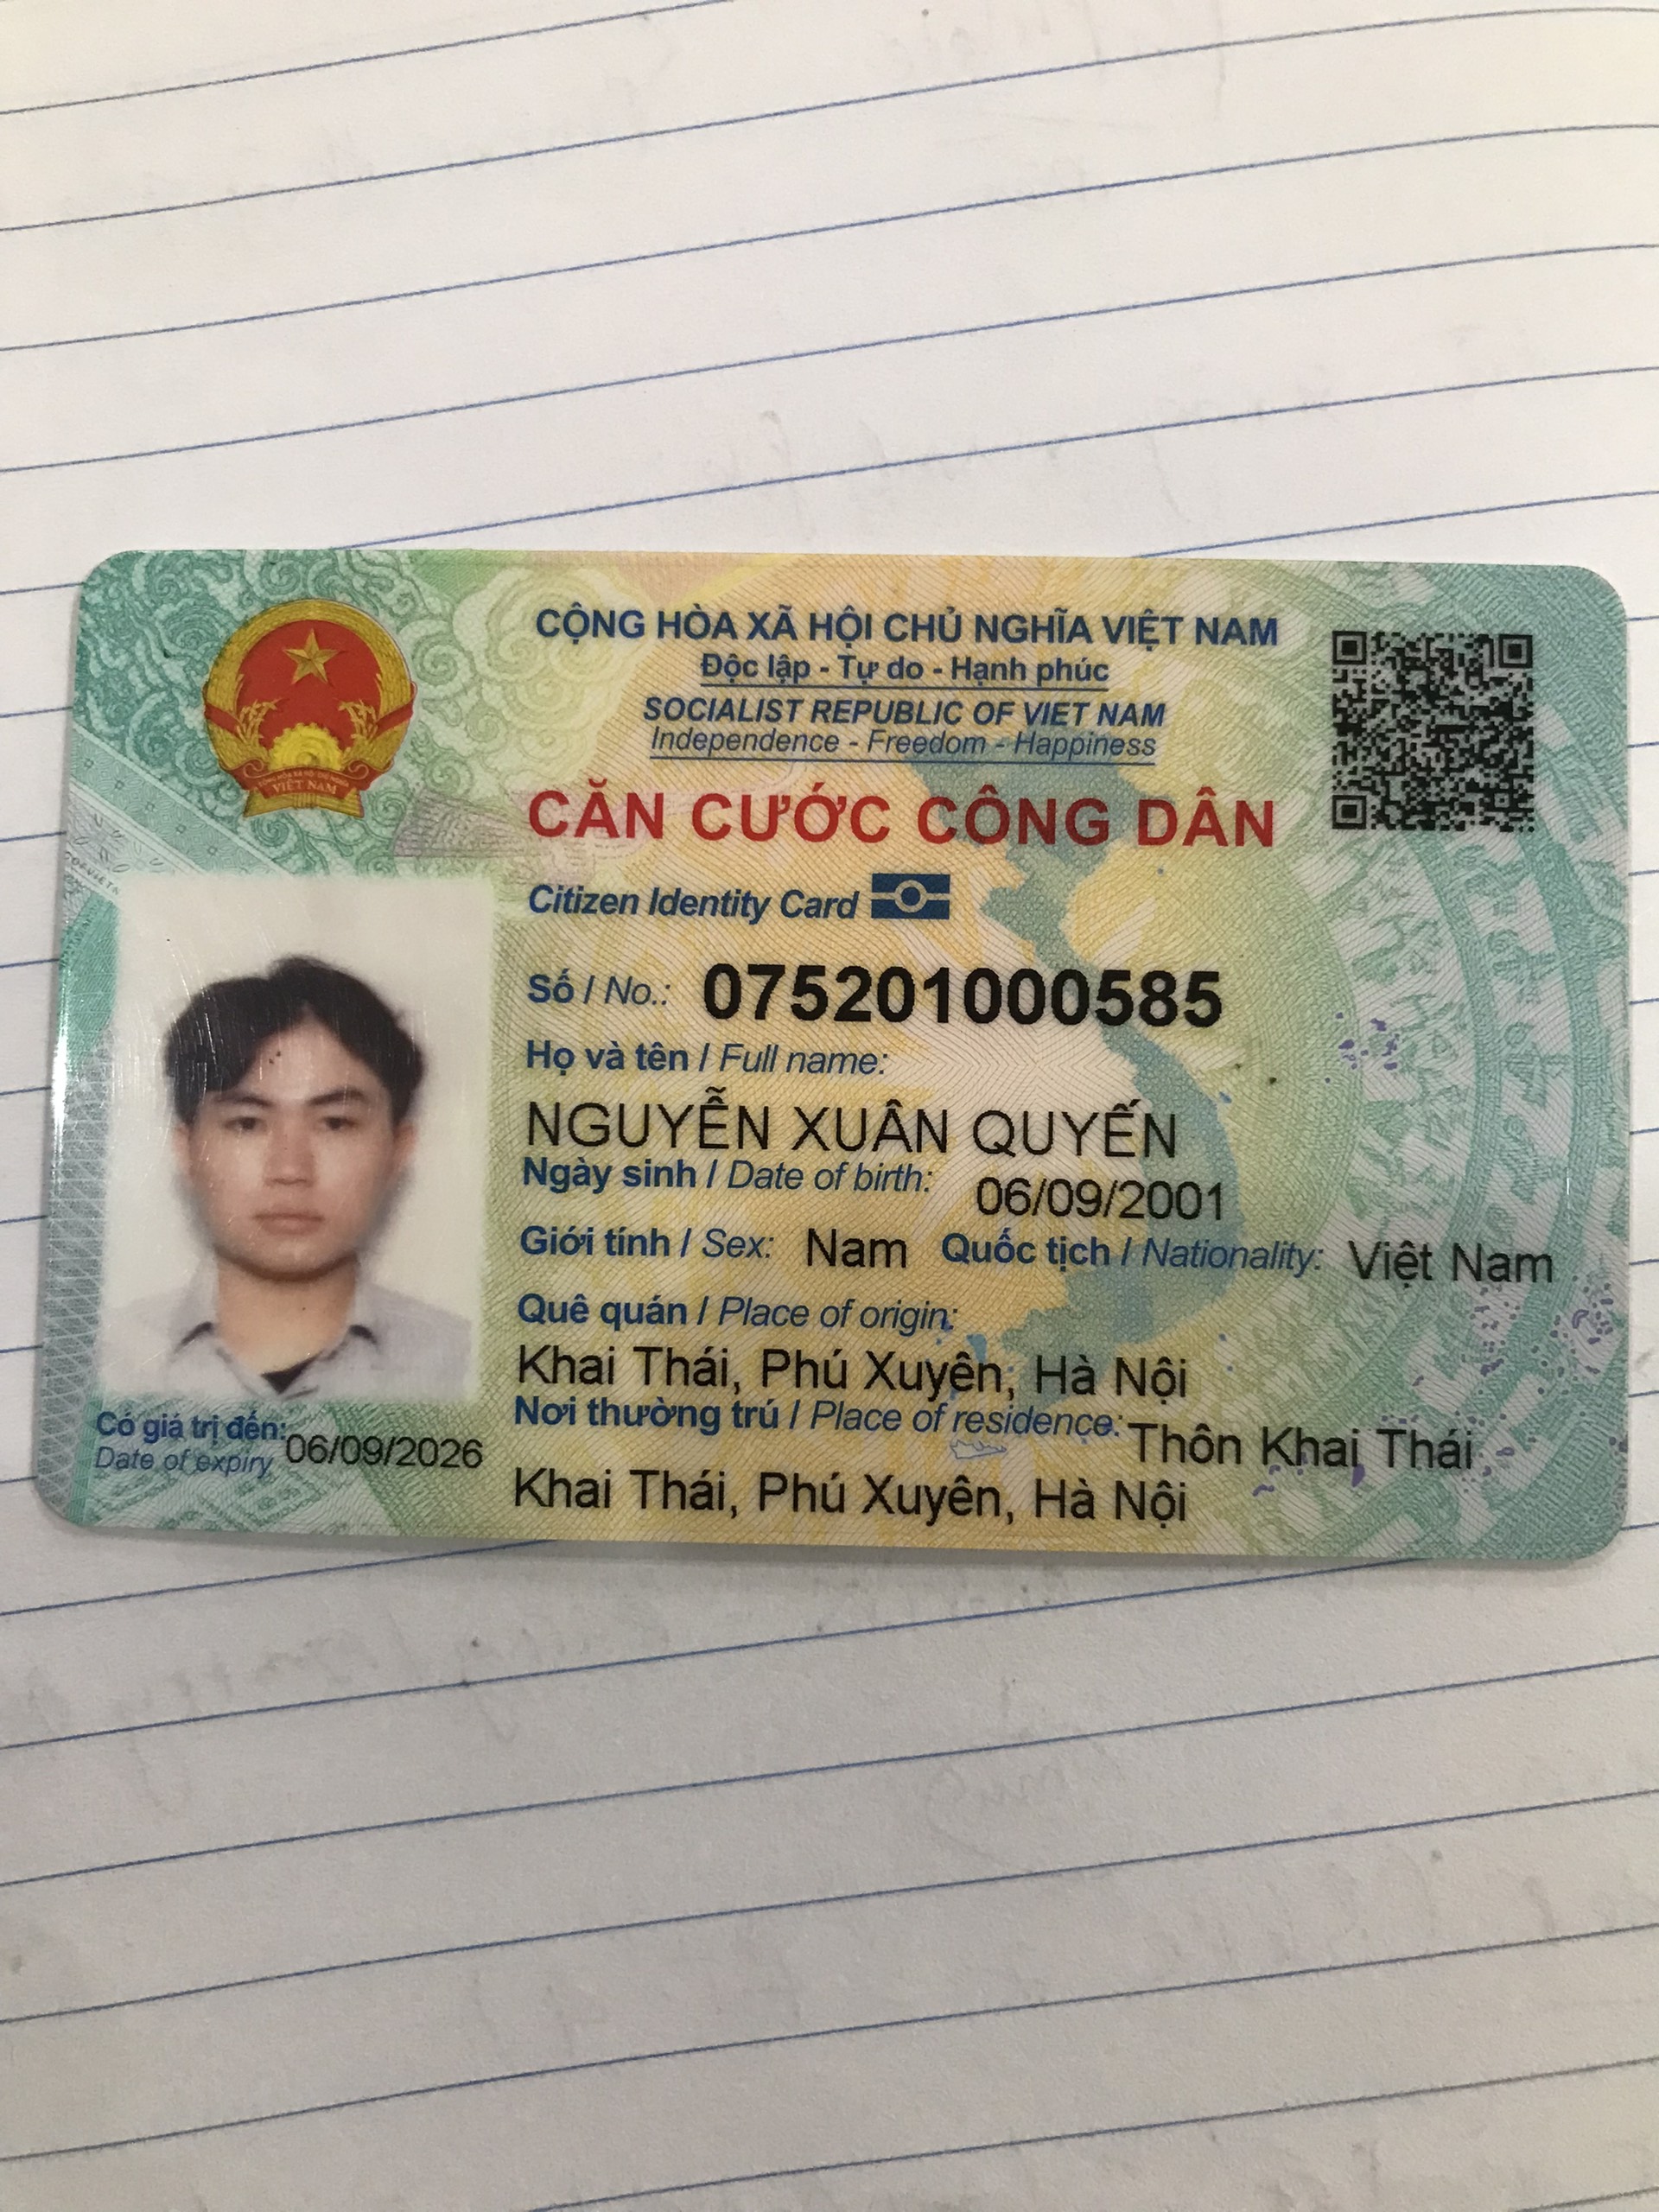 CỘNG HÒA XÃ HỘI CHỦ NGHĨA VIỆT NAM
Độc lập - Tự do - Hạnh phúc
SOCIALIST REPUBLIC OF VIET NAM
Independence - Freedom - Happiness
CĂN CƯỚC CÔNG DÂN
Citizen Identity Card
Số / No.: 075201000585
Họ và tên / Full name:
NGUYỄN XUÂN QUYẾN
Ngày sinh / Date of birth: 06/09/2001
Giới tính / Sex: Nam Quốc tịch / Nationality: Việt Nam
Quê quán / Place of origin:
Khai Thái, Phú Xuyên, Hà Nội
Nơi thường trú / Place of residence: Thôn Khai Thái
Khai Thái, Phú Xuyên, Hà Nội
Có giá trị đến: 06/09/2026
Date of expiry
VIỆT NAM